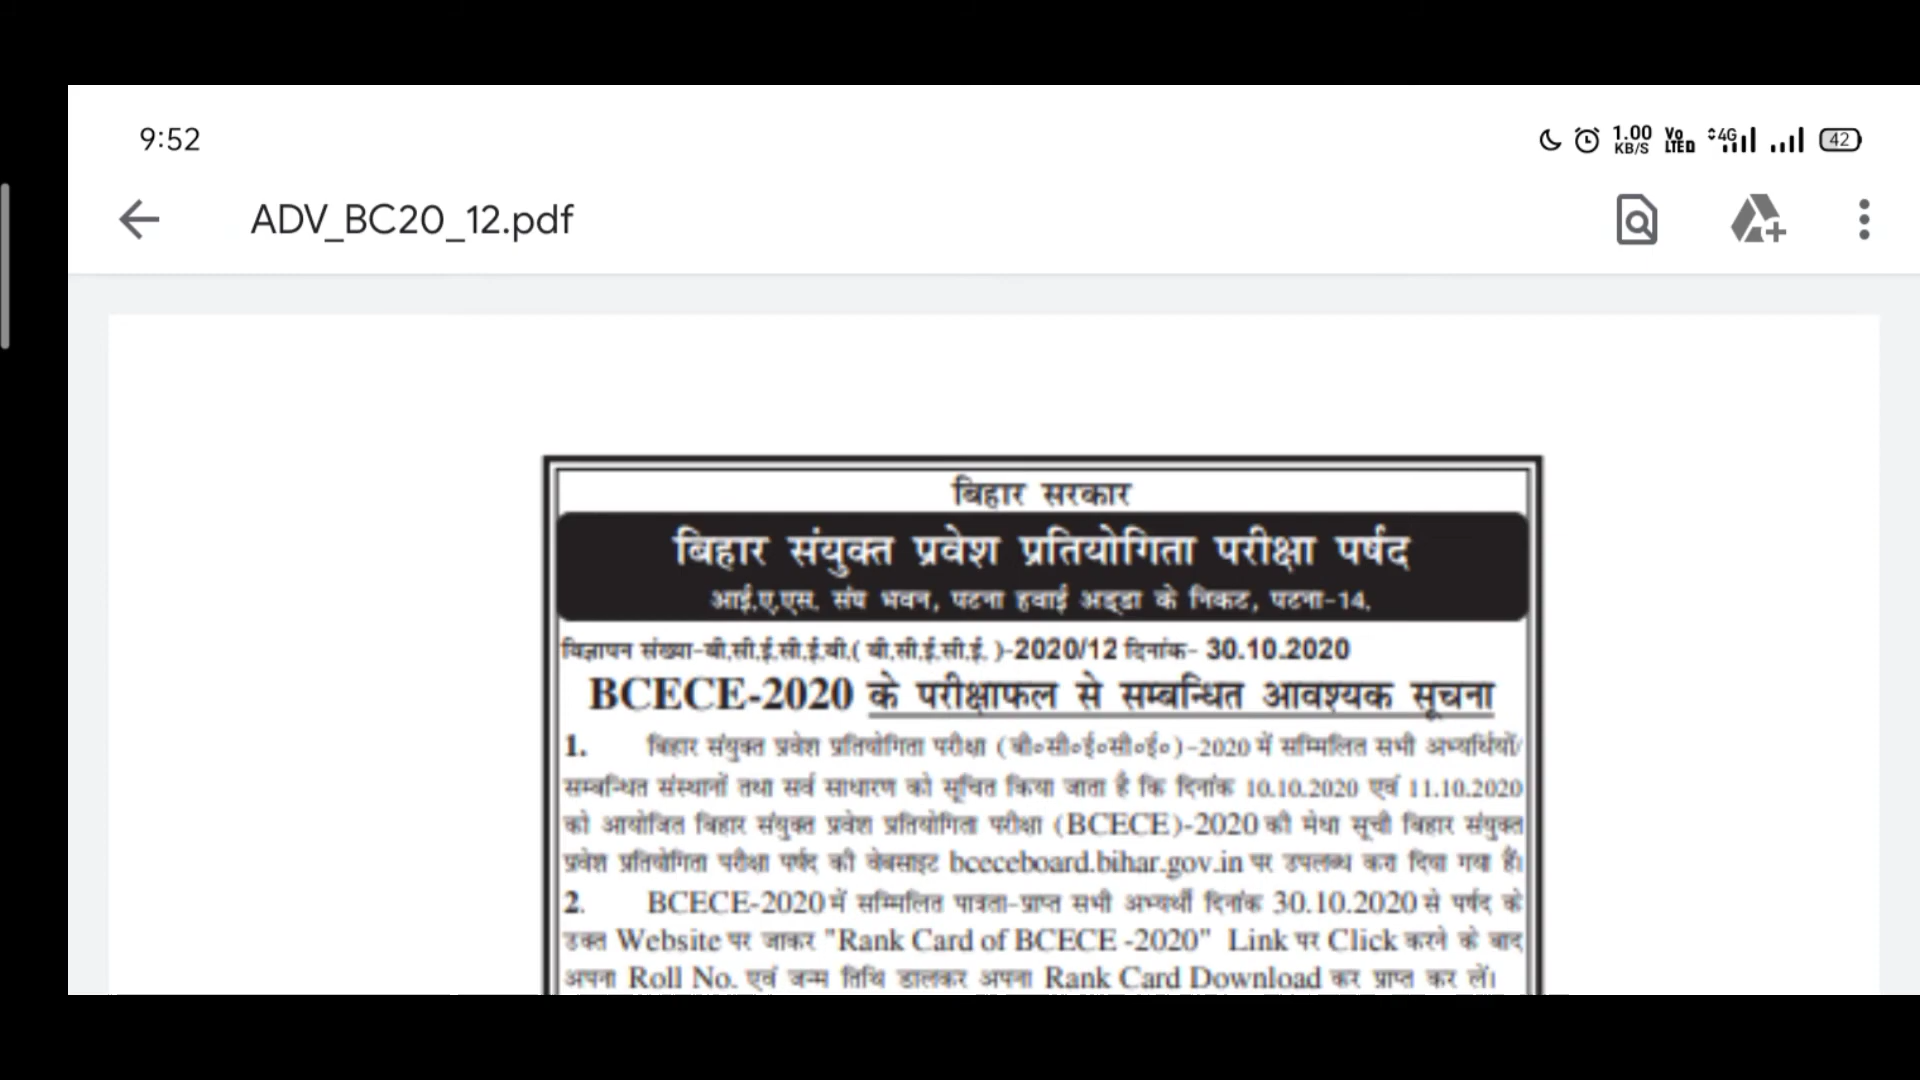 9:52
1.00 KB/S Vo LTED 4G 42
ADV_BC20_12.pdf
बिहार सरकार
बिहार संयुक्त प्रवेश प्रतियोगिता परीक्षा पर्षद
आई.ए.एस. संघ भवन, पटना हवाई अड्डा के निकट, पटना-14.
विज्ञापन संख्या-बी.सी.ई.सी.ई.बी.( बी.सी.ई.सी.ई. )-2020/12 दिनांक- 30.10.2020
BCECE-2020 के परीक्षाफल से सम्बन्धित आवश्यक सूचना
1. बिहार संयुक्त प्रवेश प्रतियोगिता परीक्षा (बी०सी०ई०सी०ई०)-2020 में सम्मिलित सभी अभ्यर्थियों/
सम्बन्धित संस्थानों तथा सर्व साधारण को सूचित किया जाता है कि दिनांक 10.10.2020 एवं 11.10.2020
को आयोजित बिहार संयुक्त प्रवेश प्रतियोगिता परीक्षा (BCECE)-2020 की मेधा सूची बिहार संयुक्त
प्रवेश प्रतियोगिता परीक्षा पर्षद की वेबसाइट bceceboard.bihar.gov.in पर उपलब्ध करा दिया गया है।
2. BCECE-2020 में सम्मिलित पात्रता-प्राप्त सभी अभ्यर्थी दिनांक 30.10.2020 से पर्षद के
उक्त Website पर जाकर "Rank Card of BCECE -2020" Link पर Click करने के बाद
अपना Roll No. एवं जन्म तिथि डालकर अपना Rank Card Download कर प्राप्त कर लें।